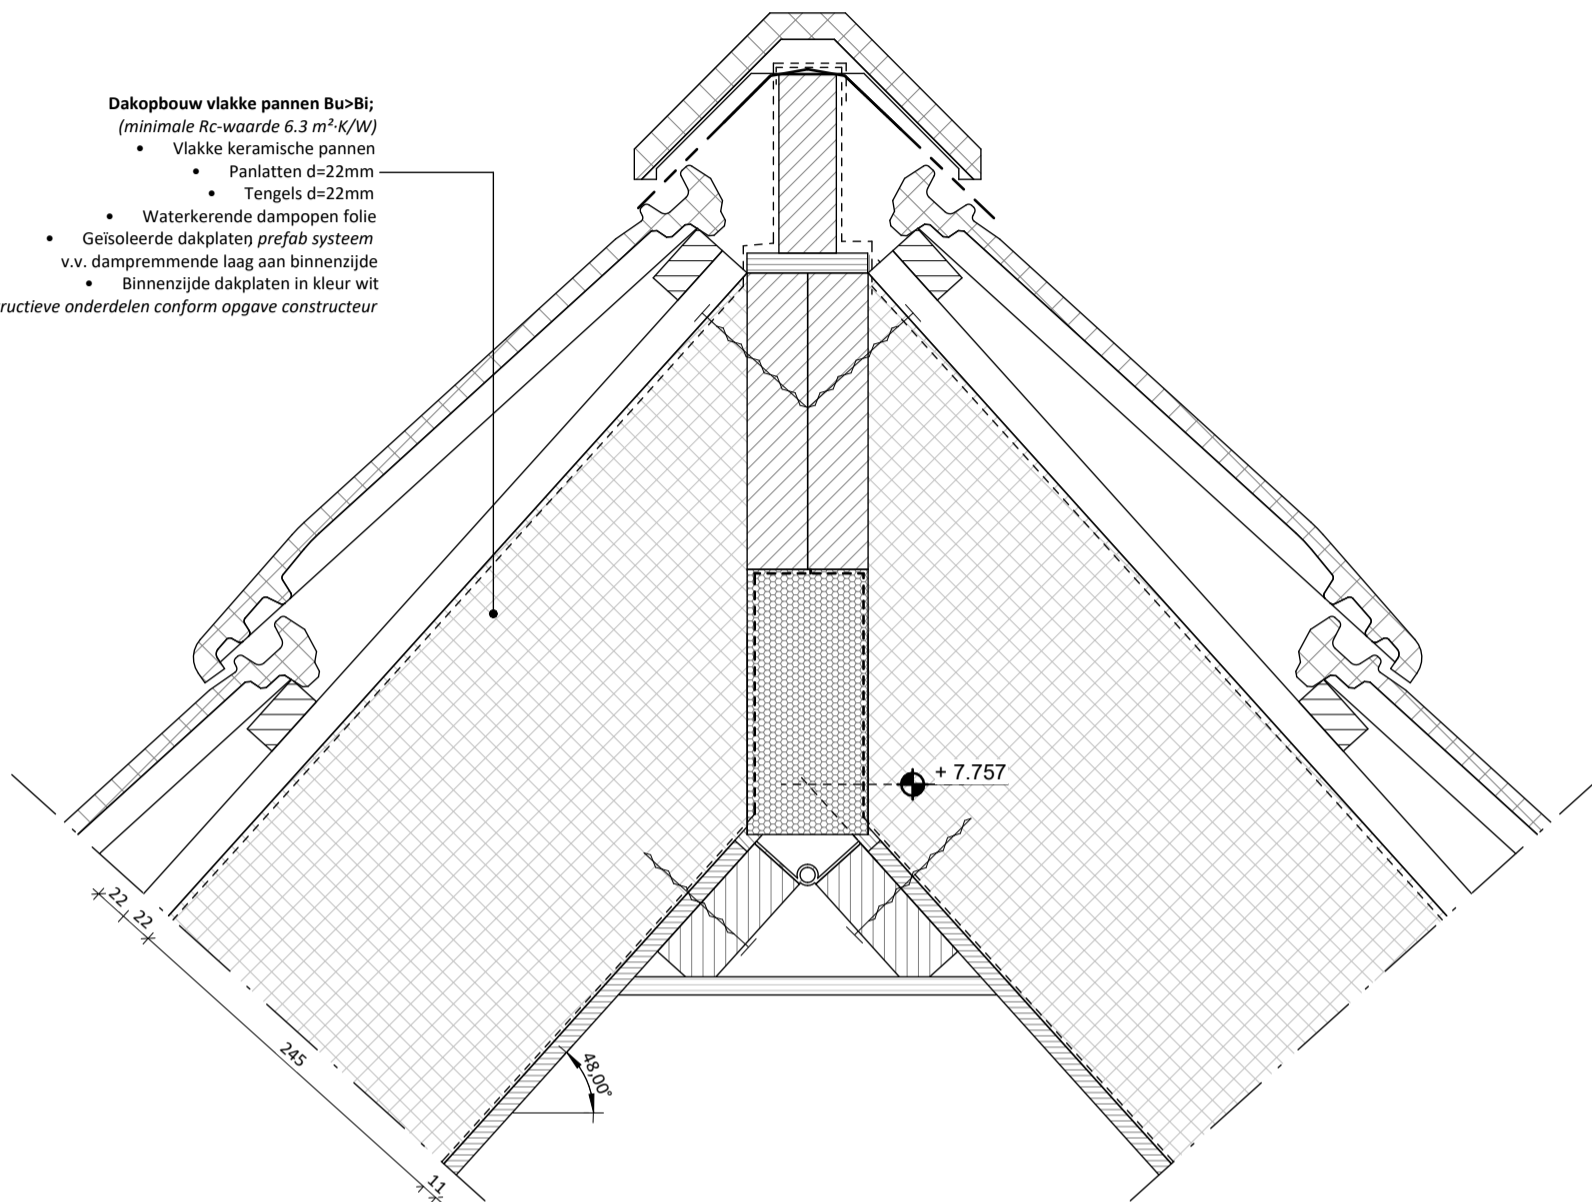 Dakopbouw vlakke pannen Bu>Bi;
(minimale Rc-waarde 6.3 m²·K/W)
• Vlakke keramische pannen
• Panlatten d=22mm
• Tengels d=22mm
• Waterkerende dampopen folie
• Geïsoleerde dakplaten, prefab systeem
v.v. dampremmende laag aan binnenzijde
• Binnenzijde dakplaten in kleur wit
onderdelen conform opgave constructeur
+ 7.757
22
22
245
11
48,00°